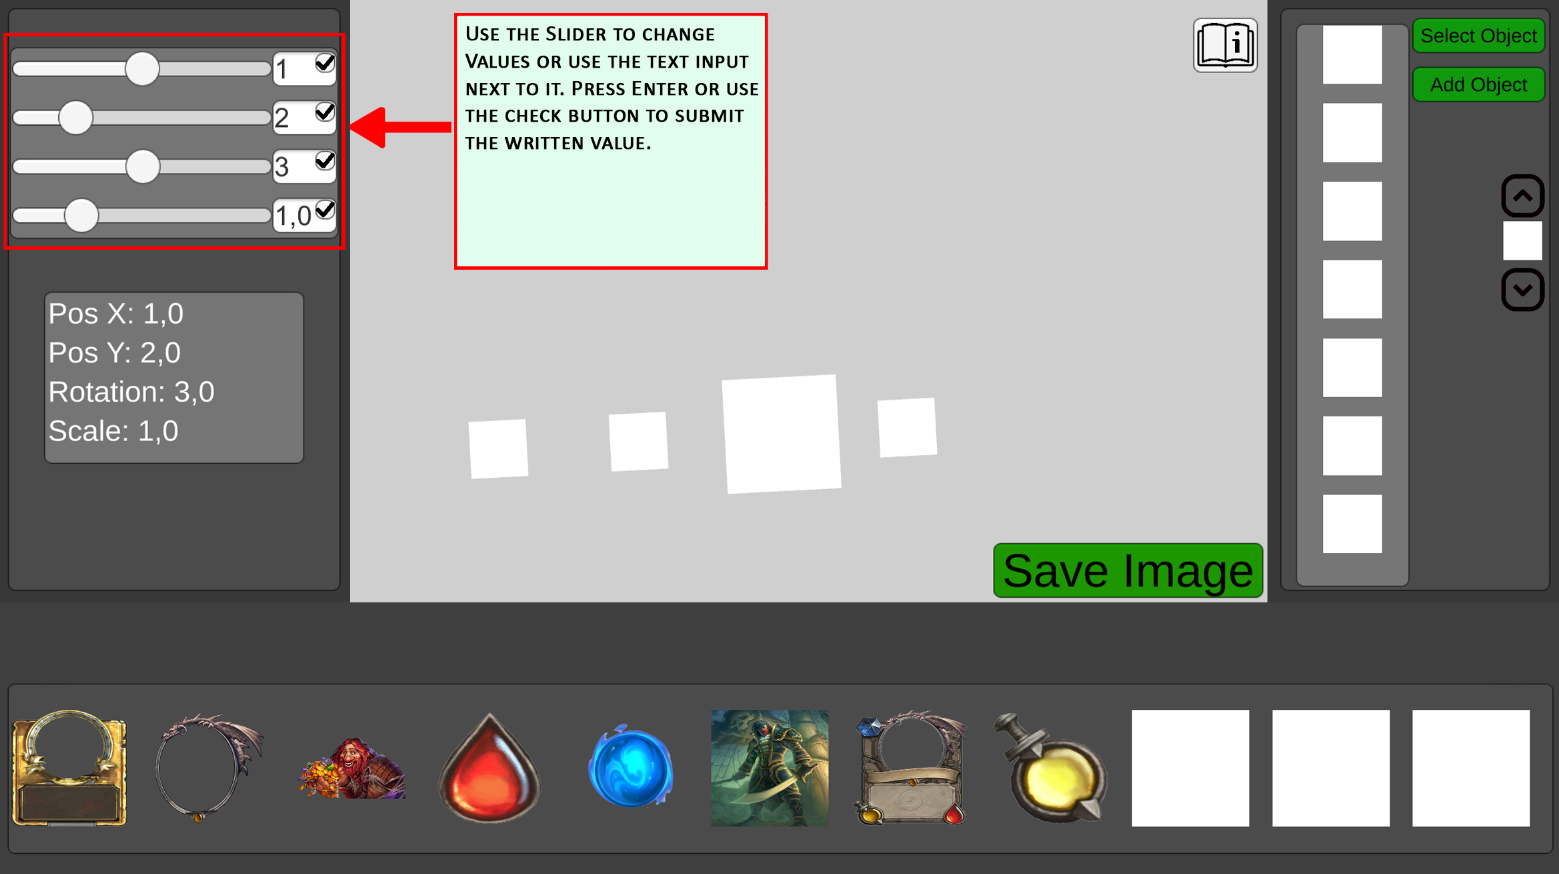 1
2
3
1,0
Pos X: 1,0
Pos Y: 2,0
Rotation: 3,0
Scale: 1,0
Use the Slider to change
Values or use the text input
next to it. Press Enter or use
the check button to submit
the written value.
i
Save Image
Select Object
Add Object